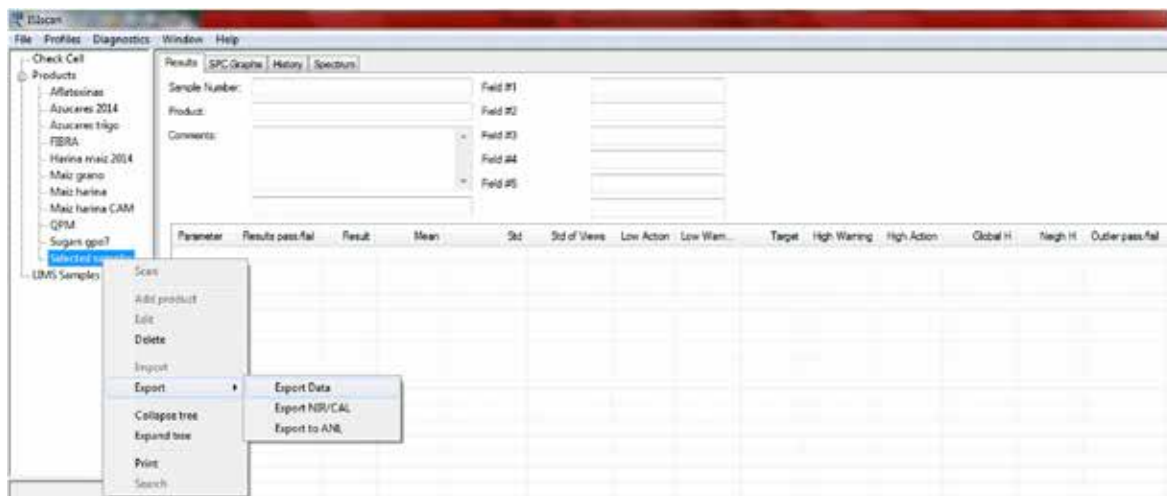 ISIscan
File Profiles Diagnostics Window Help
Check Cell
Products
Aflatoxinas
Azucares 2014
Azucares trigo
FIBRA
Harina maiz 2014
Maiz grano
Maiz harina
Maiz harina CAM
QPM
Sugars gpo7
Selected samples
LIMS Samples
Results SPC Graphs History Spectrum
Sample Number:
Product:
Comments:
Field #1
Field #2
Field #3
Field #4
Field #5
Parameter Results pass/fail Result Mean Std Std of Views Low Action Low Warn... Target High Warning High Action Global H Neigh H Outlier pass/fail
Scan
Add product
Edit
Delete
Import
Export
Collapse tree
Expand tree
Print
Search
Export Data
Export NIR/CAL
Export to ANL